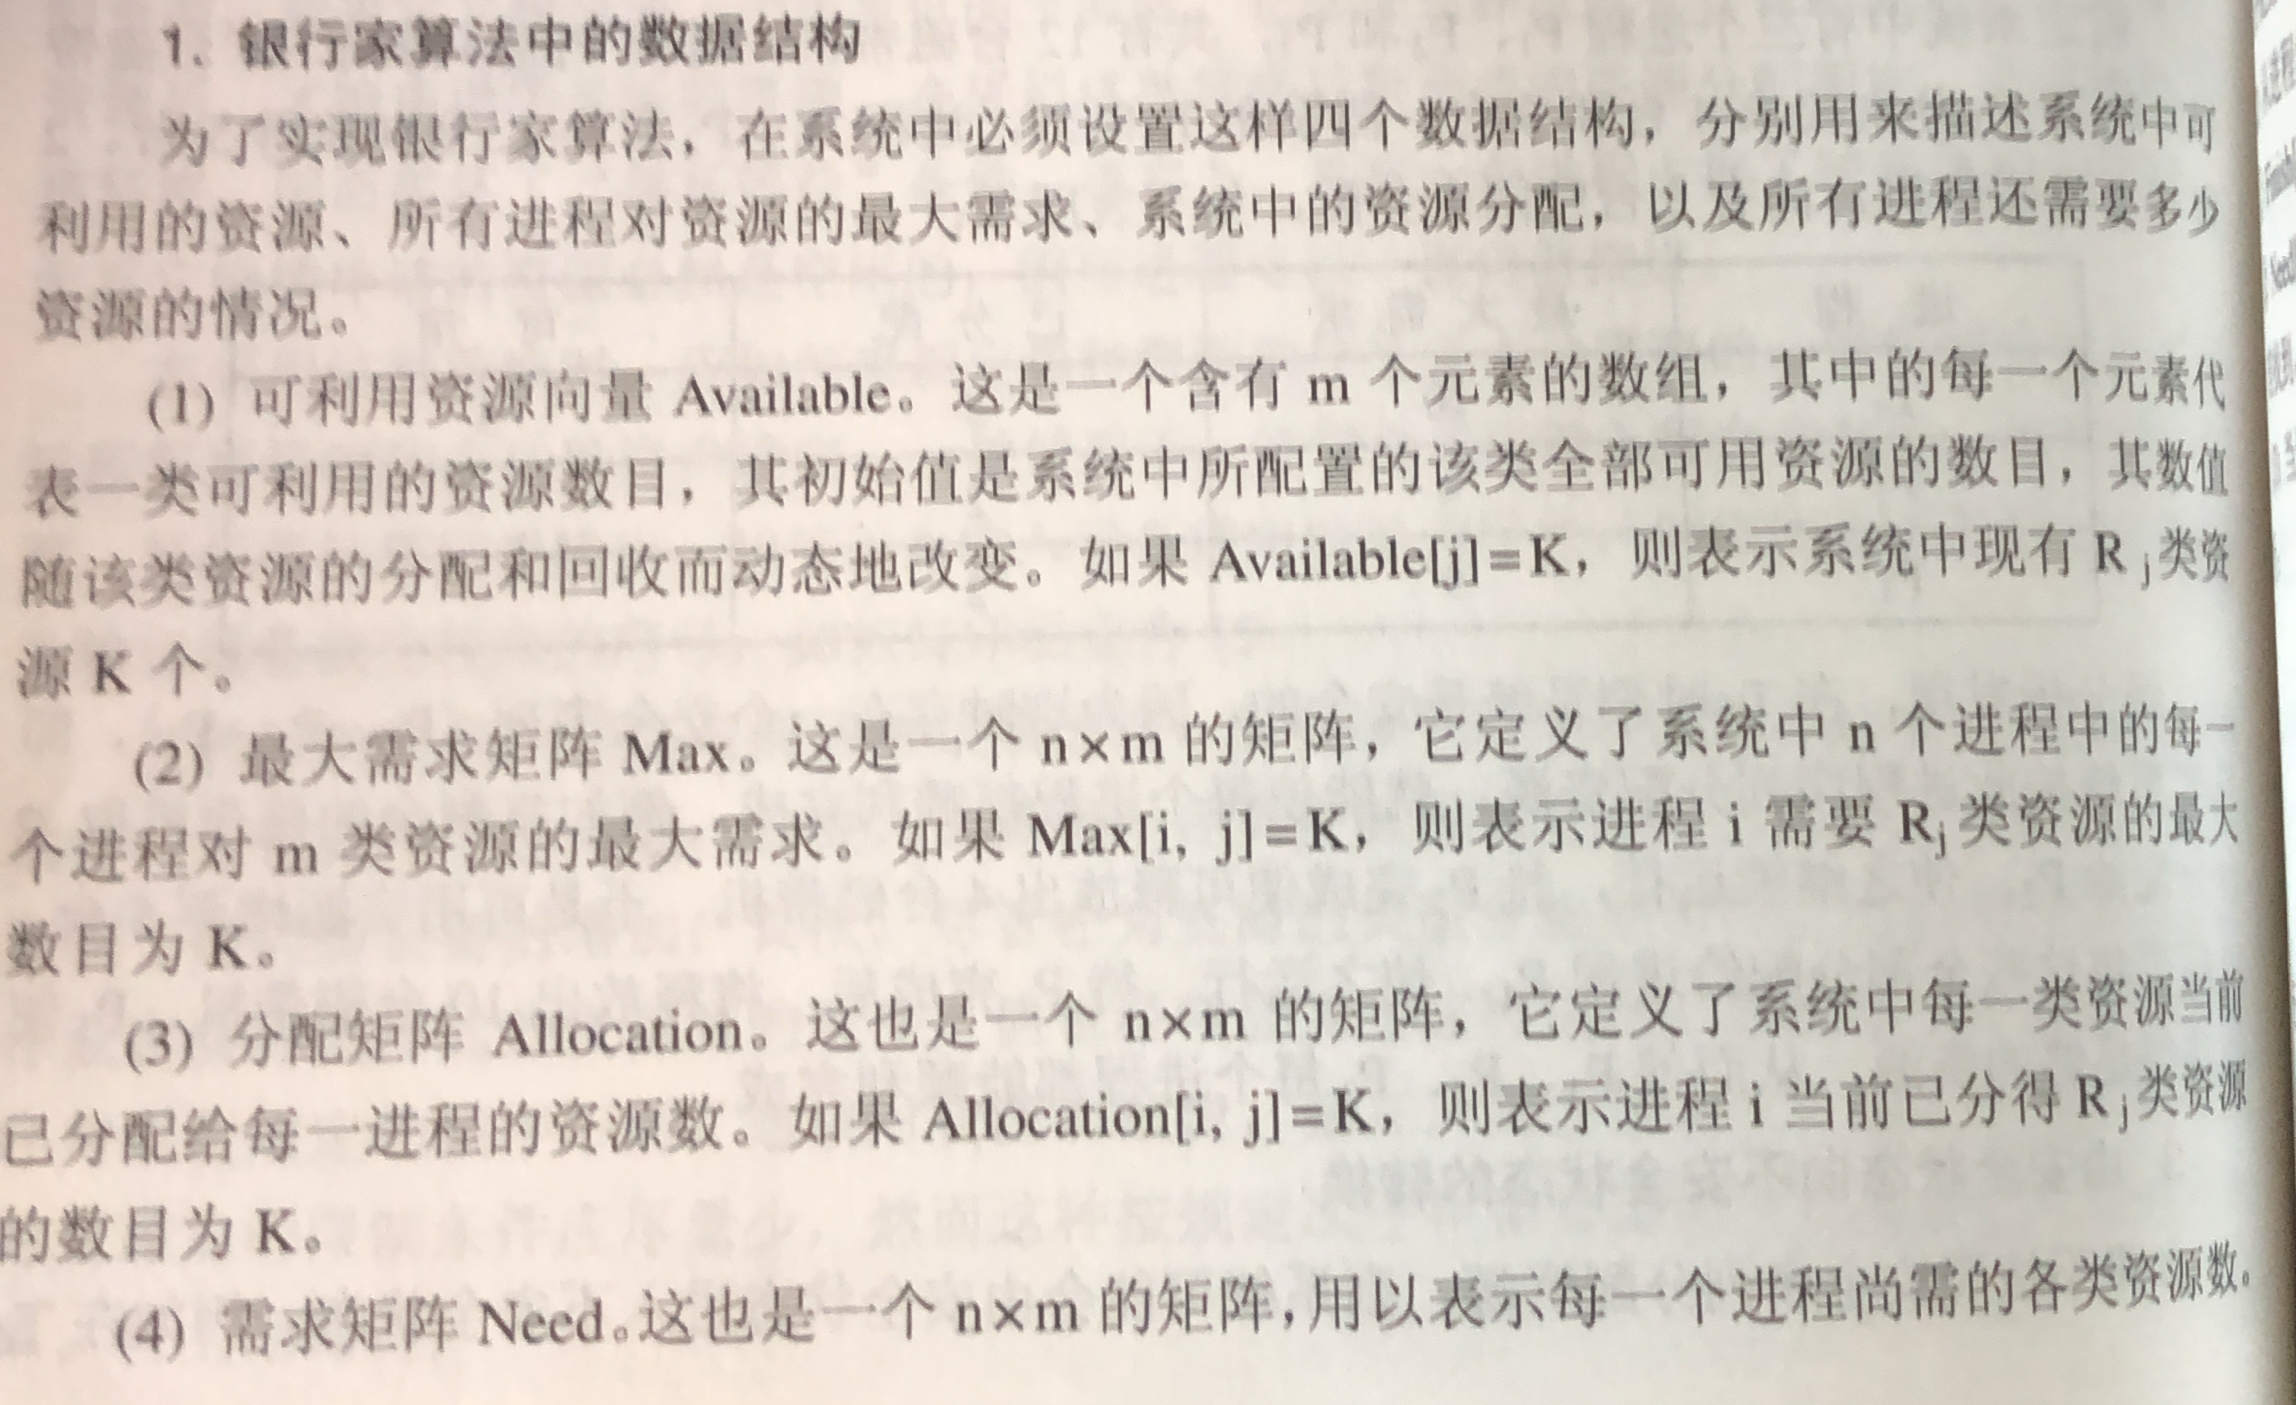 1. 银行家算法中的数据结构
为了实现银行家算法，在系统中必须设置这样四个数据结构，分别用来描述系统中可
利用的资源、所有进程对资源的最大需求、系统中的资源分配，以及所有进程还需要多少
资源的情况。
(1) 可利用资源向量 Available。这是一个含有 m 个元素的数组，其中的每一个元素代
表一类可利用的资源数目，其初始值是系统中所配置的该类全部可用资源的数目，其数值
随该类资源的分配和回收而动态地改变。如果 Available[j]=K，则表示系统中现有 R j 类资
源 K 个。
(2) 最大需求矩阵 Max。这是一个 n×m 的矩阵，它定义了系统中 n 个进程中的每一
个进程对 m 类资源的最大需求。如果 Max[i, j]=K，则表示进程 i 需要 Rj 类资源的最大
数目为 K。
(3) 分配矩阵 Allocation。这也是一个 n×m 的矩阵，它定义了系统中每一类资源当前
已分配给每一进程的资源数。如果 Allocation[i, j]=K，则表示进程 i 当前已分得 R j 类资源
的数目为 K。
(4) 需求矩阵 Need。这也是一个 n×m 的矩阵，用以表示每一个进程尚需的各类资源数。